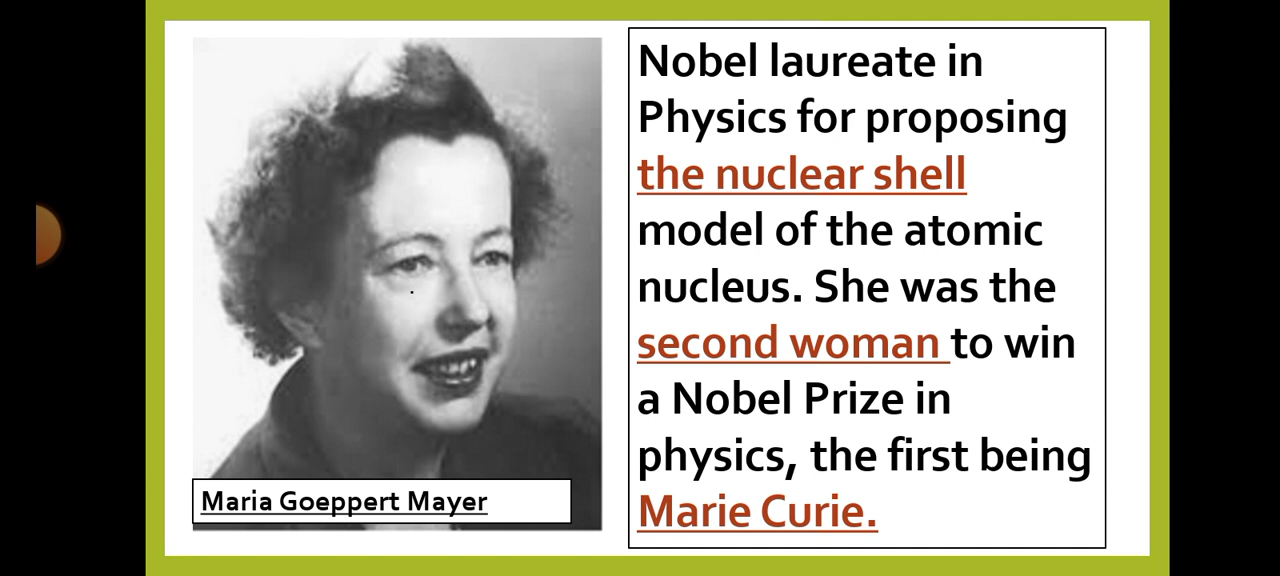 Maria Goeppert Mayer
Nobel laureate in
Physics for proposing
the nuclear shell
model of the atomic
nucleus. She was the
second woman to win
a Nobel Prize in
physics, the first being
Marie Curie.